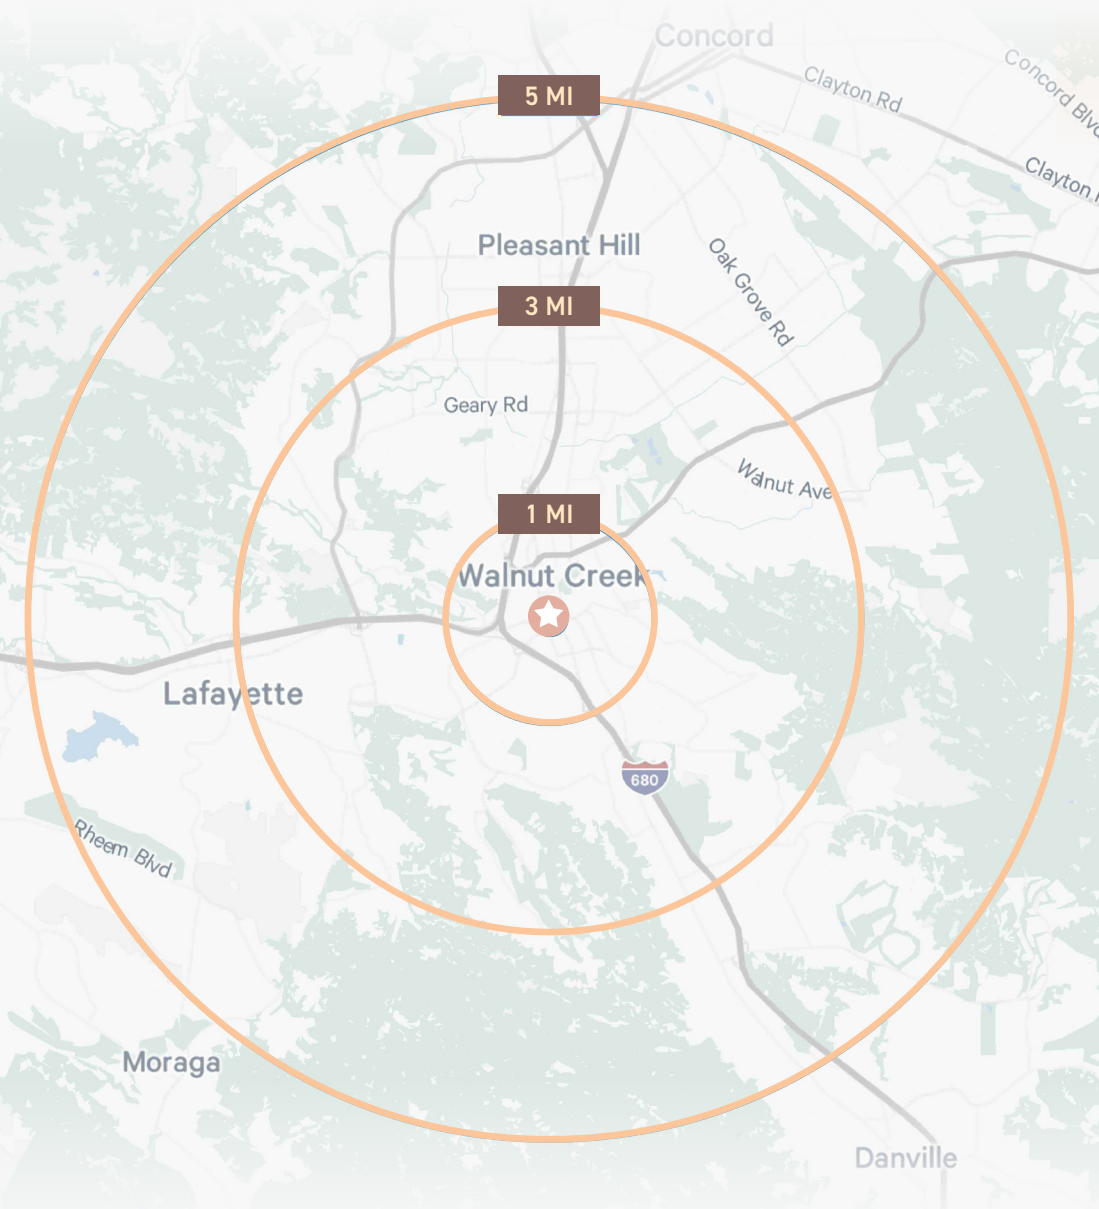 Concord
Clayton Rd
Concord Blvd
5 MI
Clayton
Pleasant Hill
Oak Grove Rd
3 MI
Geary Rd
Walnut Ave
1 MI
Walnut Creek
Lafayette
680
Rheem Blvd
Moraga
Danville